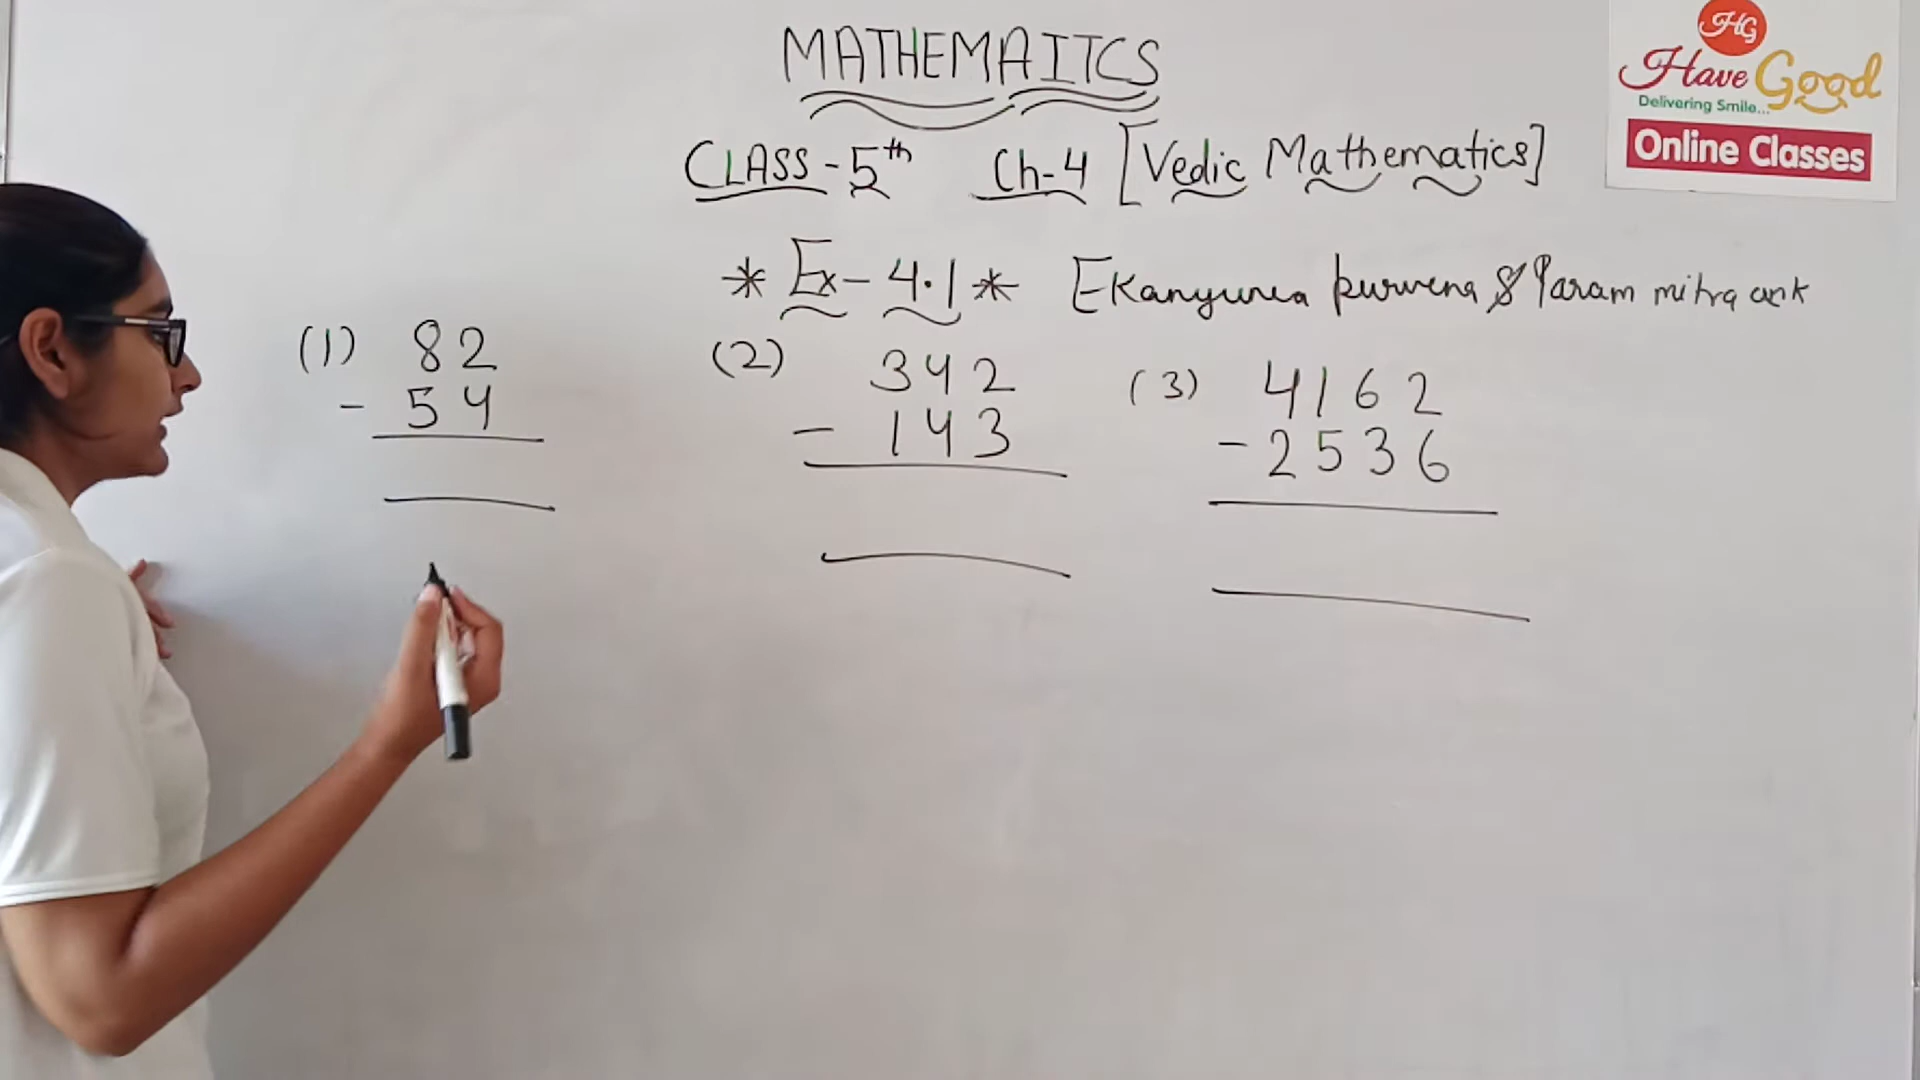 MATHEMAITCS
HG
Have Good
Delivering Smile...
Online Classes
CLASS-5th Ch-4 [Vedic Mathematics]
* Ex-4.1 * Ekanyunea purvena & Param mitra ank
(1) 82
- 54
(2) 342
- 143
(3) 4162
- 2536